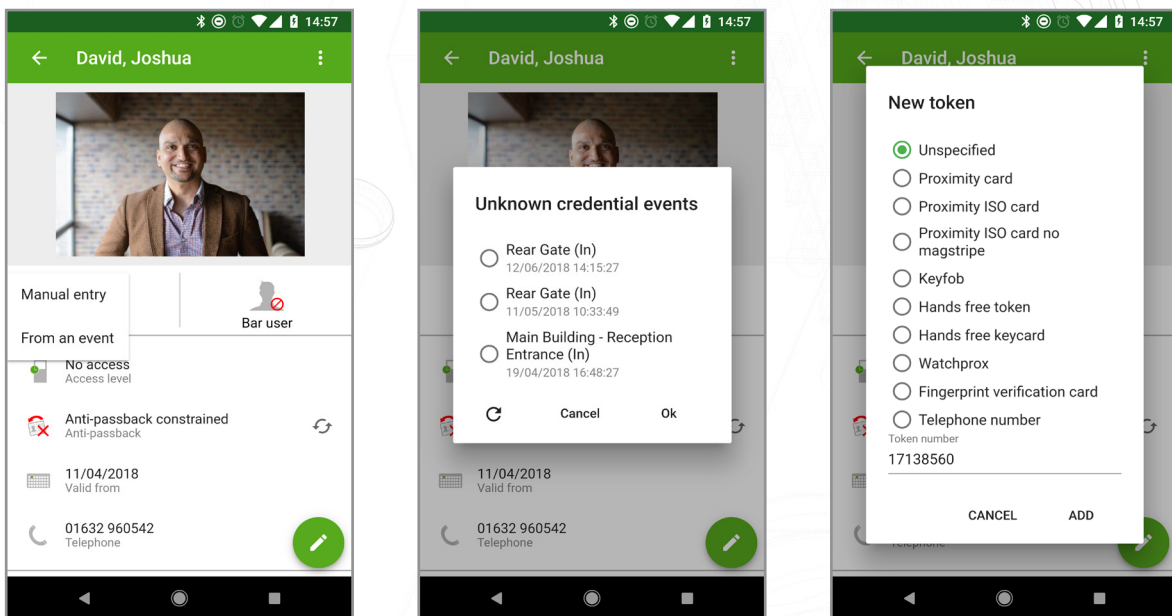 14:57
David, Joshua
Manual entry
From an event
Bar user
No access
Access level
Anti-passback constrained
Anti-passback
11/04/2018
Valid from
01632 960542
Telephone
14:57
David, Joshua
Unknown credential events
Rear Gate (In)
12/06/2018 14:15:27
Rear Gate (In)
11/05/2018 10:33:49
Main Building - Reception
Entrance (In)
19/04/2018 16:48:27
Cancel
Ok
11/04/2018
Valid from
01632 960542
Telephone
14:57
David, Joshua
New token
Unspecified
Proximity card
Proximity ISO card
Proximity ISO card no
magstripe
Keyfob
Hands free token
Hands free keycard
Watchprox
Fingerprint verification card
Telephone number
Token number
17138560
CANCEL
ADD
Telephone